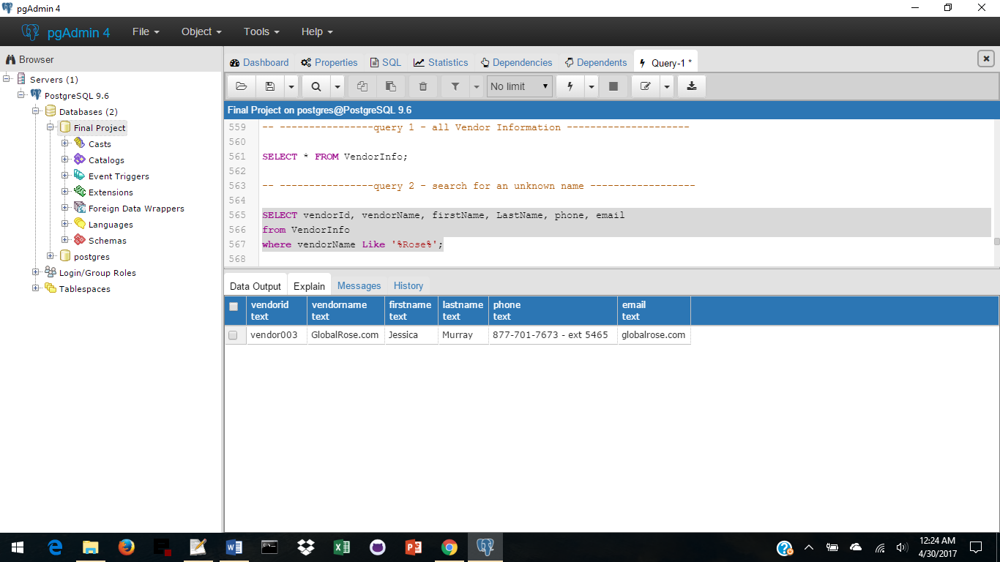 pgAdmin 4
pgAdmin 4 File Object Tools Help
Browser
Servers (1)
PostgreSQL 9.6
Databases (2)
Final Project
Casts
Catalogs
Event Triggers
Extensions
Foreign Data Wrappers
Languages
Schemas
postgres
Login/Group Roles
Tablespaces
Dashboard Properties SQL Statistics Dependencies Dependents Query-1 *
No limit
Final Project on postgres@PostgreSQL 9.6
559 -- ----------------query 1 - all Vendor Information ---------------------
560
561 SELECT * FROM VendorInfo;
562
563 -- ----------------query 2 - search for an unknown name ------------------
564
565 SELECT vendorId, vendorName, firstName, LastName, phone, email
566 from VendorInfo
567 where vendorName Like '%Rose%';
568
Data Output Explain Messages History
vendorid vendorname firstname lastname phone email
text text text text text text
vendor003 GlobalRose.com Jessica Murray 877-701-7673 - ext 5465 globalrose.com
12:24 AM
4/30/2017